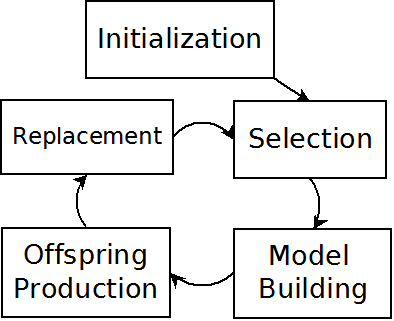 Initialization
Replacement
Selection
Offspring
Production
Model
Building